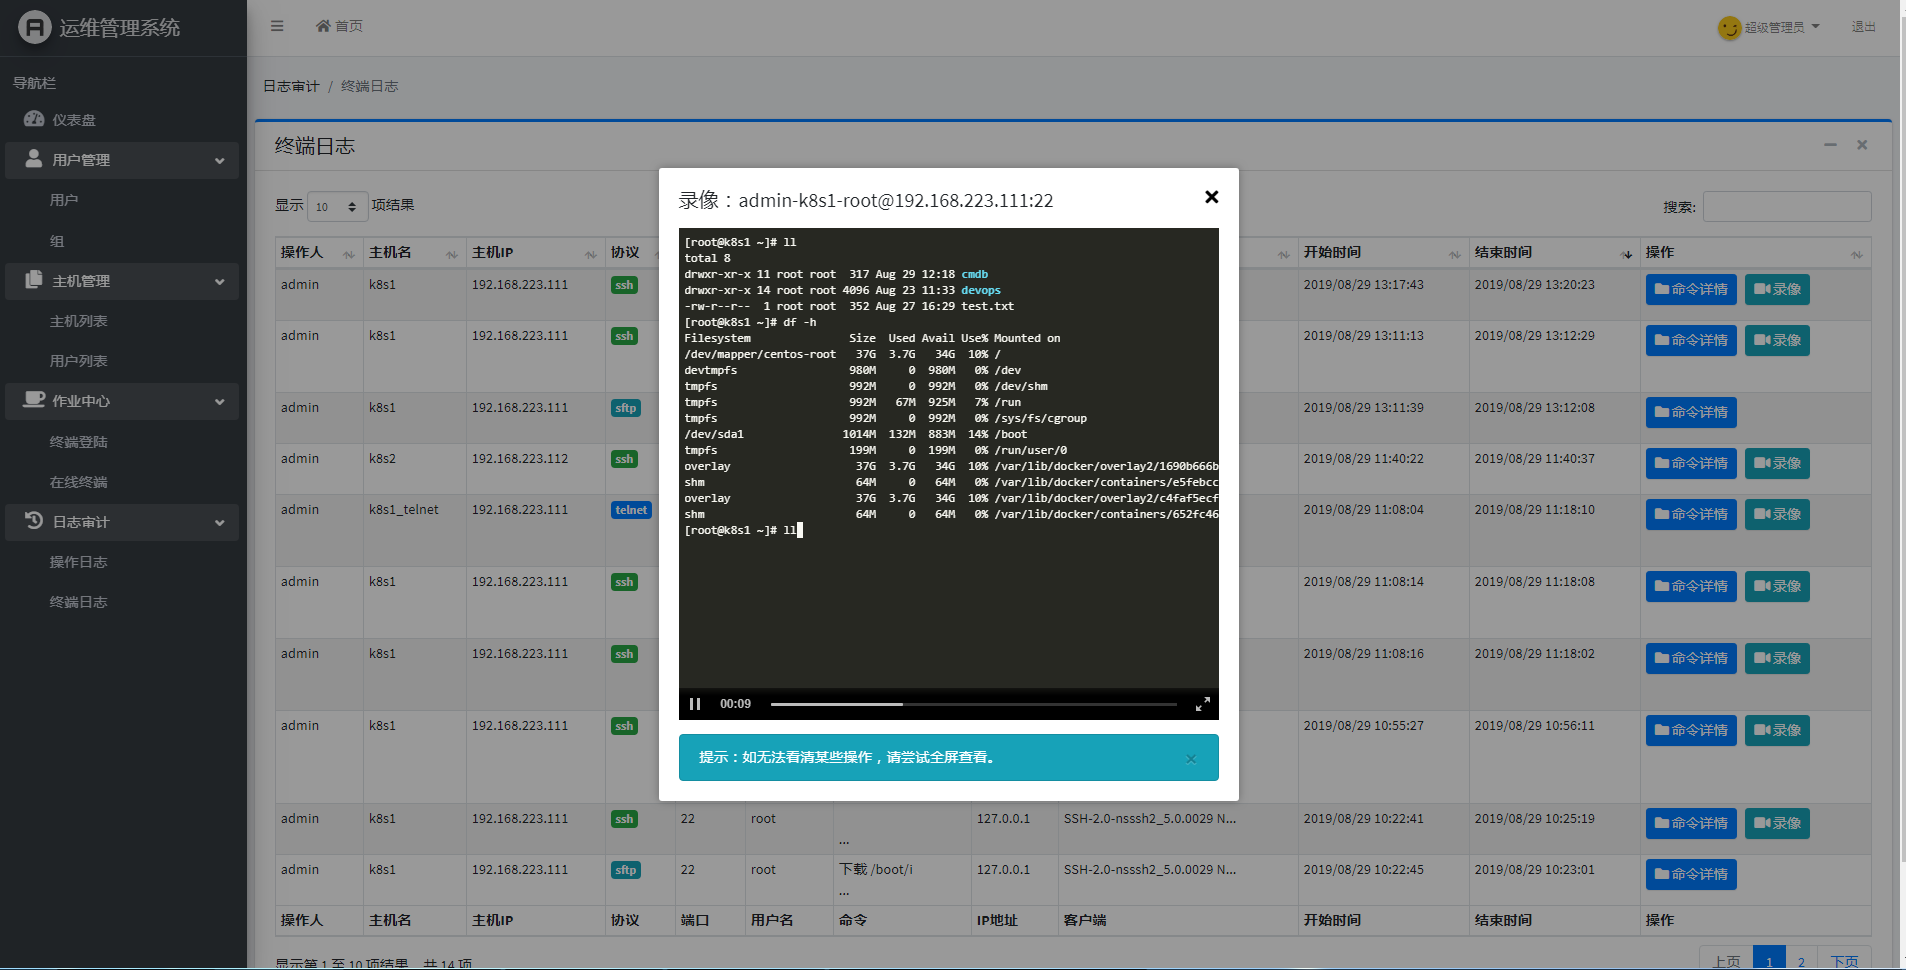 运维管理系统
首页
超级管理员
退出
导航栏
仪表盘
用户管理
用户
组
主机管理
主机列表
用户列表
作业中心
终端登陆
在线终端
日志审计
操作日志
终端日志
日志审计 / 终端日志
终端日志
显示 10 项结果
搜索:
操作人 主机名 主机IP 协议 开始时间 结束时间 操作
admin k8s1 192.168.223.111 ssh 2019/08/29 13:17:43 2019/08/29 13:20:23 命令详情 录像
admin k8s1 192.168.223.111 ssh 2019/08/29 13:11:13 2019/08/29 13:12:29 命令详情 录像
admin k8s1 192.168.223.111 sftp 2019/08/29 13:11:39 2019/08/29 13:12:08 命令详情
admin k8s2 192.168.223.112 ssh 2019/08/29 11:40:22 2019/08/29 11:40:37 命令详情 录像
admin k8s1_telnet 192.168.223.111 telnet 2019/08/29 11:08:04 2019/08/29 11:18:10 命令详情 录像
admin k8s1 192.168.223.111 ssh 2019/08/29 11:08:14 2019/08/29 11:18:08 命令详情 录像
admin k8s1 192.168.223.111 ssh 2019/08/29 11:08:16 2019/08/29 11:18:02 命令详情 录像
admin k8s1 192.168.223.111 ssh 2019/08/29 10:55:27 2019/08/29 10:56:11 命令详情 录像
admin k8s1 192.168.223.111 ssh 22 root ... 127.0.0.1 SSH-2.0-nsssh2_5.0.0029 N... 2019/08/29 10:22:41 2019/08/29 10:25:19 命令详情 录像
admin k8s1 192.168.223.111 sftp 22 root 下载 /boot/i ... 127.0.0.1 SSH-2.0-nsssh2_5.0.0029 N... 2019/08/29 10:22:45 2019/08/29 10:23:01 命令详情
操作人 主机名 主机IP 协议 端口 用户名 命令 IP地址 客户端 开始时间 结束时间 操作
显示第 1 至 10 项结果，共 14 项
上页 1 2 下页
录像：admin-k8s1-root@192.168.223.111:22
[root@k8s1 ~]# ll
total 8
drwxr-xr-x 11 root root  317 Aug 29 12:18 cmdb
drwxr-xr-x 14 root root 4096 Aug 23 11:33 devops
-rw-r--r--  1 root root  352 Aug 27 16:29 test.txt
[root@k8s1 ~]# df -h
Filesystem               Size  Used Avail Use% Mounted on
/dev/mapper/centos-root   37G  3.7G   34G  10% /
devtmpfs                 980M     0  980M   0% /dev
tmpfs                    992M     0  992M   0% /dev/shm
tmpfs                    992M   67M  925M   7% /run
tmpfs                    992M     0  992M   0% /sys/fs/cgroup
/dev/sda1               1014M  132M  883M  14% /boot
tmpfs                    199M     0  199M   0% /run/user/0
overlay                   37G  3.7G   34G  10% /var/lib/docker/overlay2/1690b666b
shm                       64M     0   64M   0% /var/lib/docker/containers/e5febcc
overlay                   37G  3.7G   34G  10% /var/lib/docker/overlay2/c4faf5ecf
shm                       64M     0   64M   0% /var/lib/docker/containers/652fc46
[root@k8s1 ~]# ll
00:09
提示：如无法看清某些操作，请尝试全屏查看。